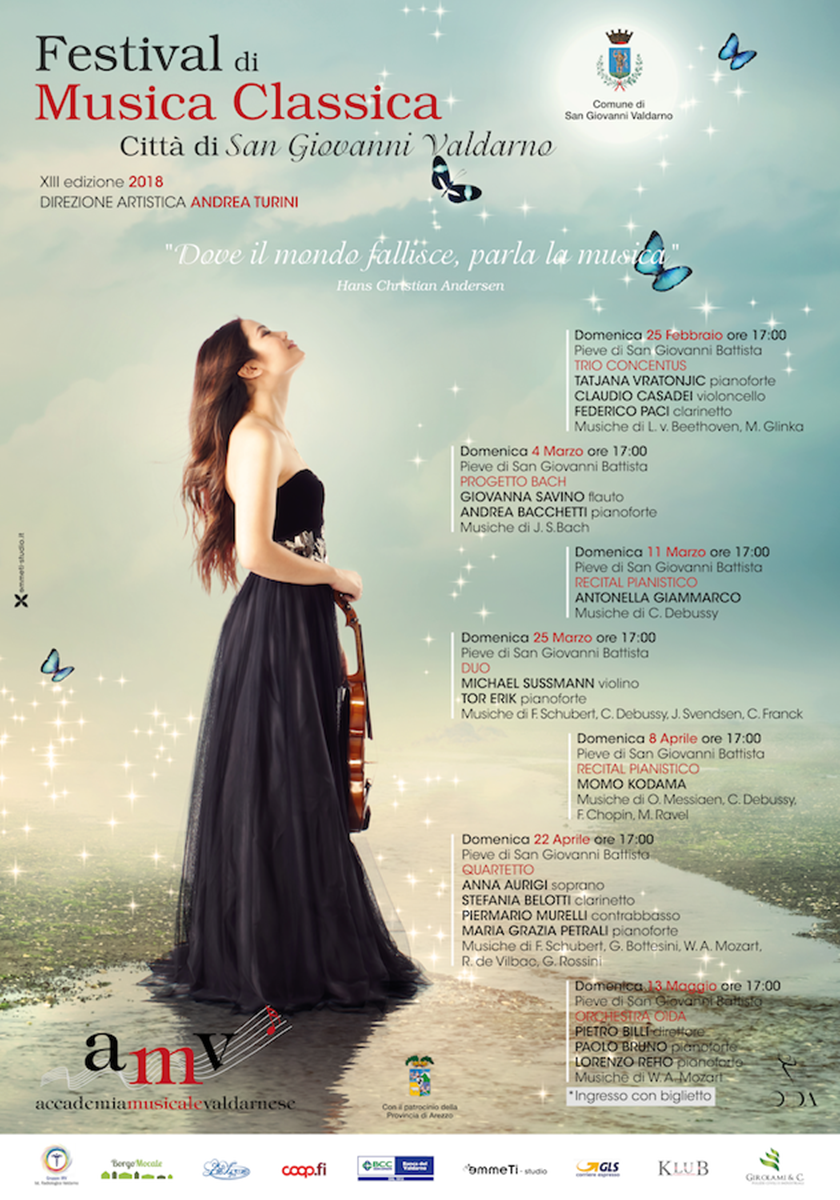 Festival di
Musica Classica
Città di San Giovanni Valdarno
XIII edizione 2018
DIREZIONE ARTISTICA ANDREA TURINI
Comune di
San Giovanni Valdarno
"Dove il mondo fallisce, parla la musica"
Hans Christian Andersen
Domenica 25 Febbraio ore 17:00
Pieve di San Giovanni Battista
TRIO CONCENTUS
TATJANA VRATONJIC pianoforte
CLAUDIO CASADEI violoncello
FEDERICO PACI clarinetto
Musiche di L. v. Beethoven, M. Glinka
Domenica 4 Marzo ore 17:00
Pieve di San Giovanni Battista
PROGETTO BACH
GIOVANNA SAVINO flauto
ANDREA BACCHETTI pianoforte
Musiche di J. S.Bach
Domenica 11 Marzo ore 17:00
Pieve di San Giovanni Battista
RECITAL PIANISTICO
ANTONELLA GIAMMARCO
Musiche di C. Debussy
Domenica 25 Marzo ore 17:00
Pieve di San Giovanni Battista
DUO
MICHAEL SUSSMANN violino
TOR ERIK pianoforte
Musiche di F. Schubert, C. Debussy, J. Svendsen, C. Franck
Domenica 8 Aprile ore 17:00
Pieve di San Giovanni Battista
RECITAL PIANISTICO
MOMO KODAMA
Musiche di O. Messiaen, C. Debussy,
F. Chopin, M. Ravel
Domenica 22 Aprile ore 17:00
Pieve di San Giovanni Battista
QUARTETTO
ANNA AURIGI soprano
STEFANIA BELOTTI clarinetto
PIERMARIO MURELLI contrabbasso
MARIA GRAZIA PETRALI pianoforte
Musiche di F. Schubert, G. Bottesini, W. A. Mozart,
R. de Vilbao, G. Rossini
Domenica 13 Maggio ore 17:00
Pieve di San Giovanni Battista
ORCHESTRA OIDA
PIETRO BILLI direttore
PAOLO BRUNO pianoforte
LORENZO REHO pianoforte
Musiche di W. A. Mozart
*Ingresso con biglietto
emmeti-studio.it
amv
accademiamusicalevaldarnese
Con il patrocinio della
Provincia di Arezzo
BorgoMocale
coop.fi
BCC
Banca del
Valdarno
emmeTi - studio
GLS
corriere espresso
KLUB
GIROLAMI & C.